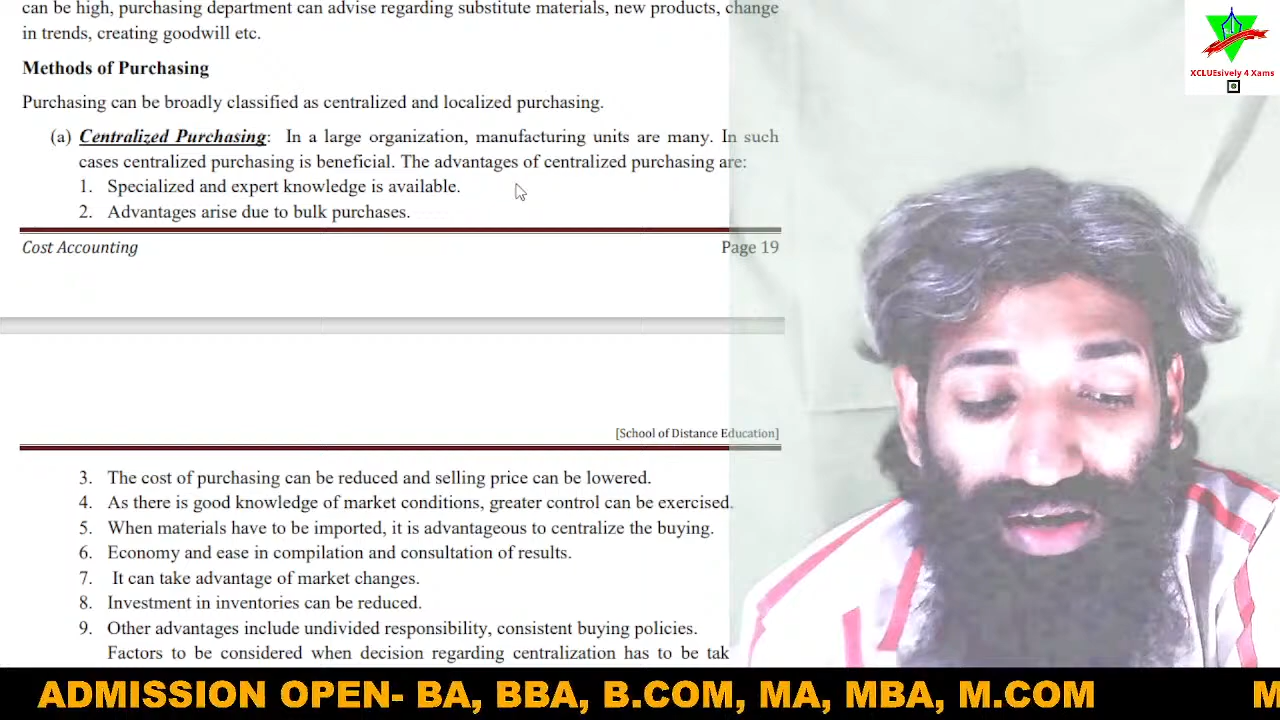 can be high, purchasing department can advise regarding substitute materials, new products, change
in trends, creating goodwill etc.
Methods of Purchasing
Purchasing can be broadly classified as centralized and localized purchasing.
(a) Centralized Purchasing: In a large organization, manufacturing units are many. In such
cases centralized purchasing is beneficial. The advantages of centralized purchasing are:
1. Specialized and expert knowledge is available.
2. Advantages arise due to bulk purchases.
Cost Accounting Page 19
[School of Distance Education]
3. The cost of purchasing can be reduced and selling price can be lowered.
4. As there is good knowledge of market conditions, greater control can be exercised.
5. When materials have to be imported, it is advantageous to centralize the buying.
6. Economy and ease in compilation and consultation of results.
7. It can take advantage of market changes.
8. Investment in inventories can be reduced.
9. Other advantages include undivided responsibility, consistent buying policies.
Factors to be considered when decision regarding centralization has to be tak
XCLUEsively 4 Xams
ADMISSION OPEN- BA, BBA, B.COM, MA, MBA, M.COM M